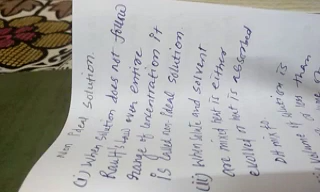 Non Ideal Solution.
(i) When Solution does not follow
Raoult's law over entire
range of concentration it
is called non Ideal Solution
(ii) When solute and solvent
are mixed heat is either
evolved or heat is absorbed